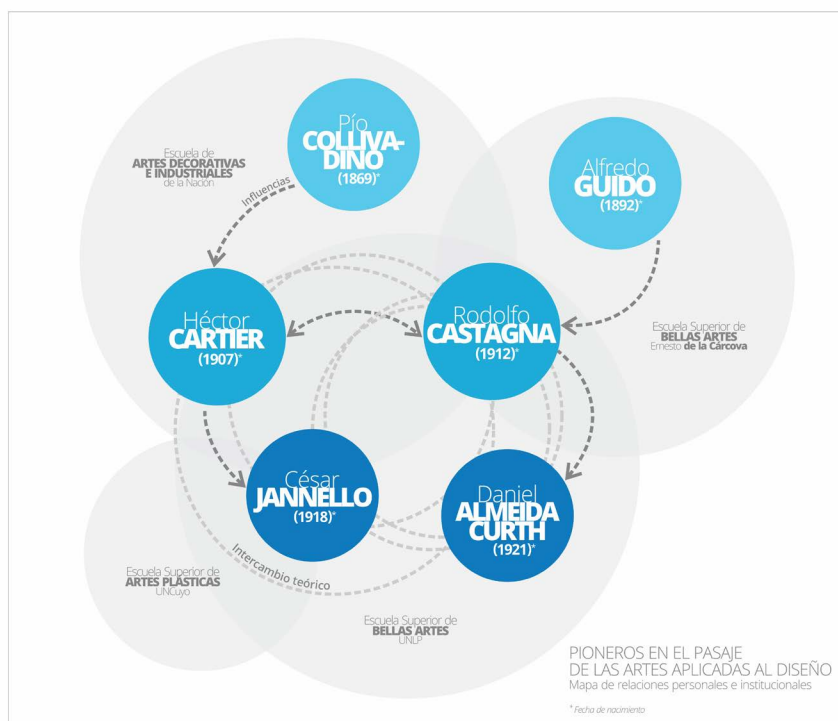 Pío
COLLIVA-
DINO
(1869)*
Escuela de
ARTES DECORATIVAS
E INDUSTRIALES
de la Nación
Alfredo
GUIDO
(1892)*
Influencias
Héctor
CARTIER
(1907)*
Rodolfo
CASTAGNA
(1912)*
Escuela Superior de
BELLAS ARTES
Ernesto de la Cárcova
César
JANNELLO
(1918)*
Daniel
ALMEIDA
CURTH
(1921)*
Intercambio teórico
Escuela Superior de
ARTES PLÁSTICAS
UNCuyo
Escuela Superior de
BELLAS ARTES
UNLP
PIONEROS EN EL PASAJE
DE LAS ARTES APLICADAS AL DISEÑO
Mapa de relaciones personales e institucionales
* Fecha de nacimiento